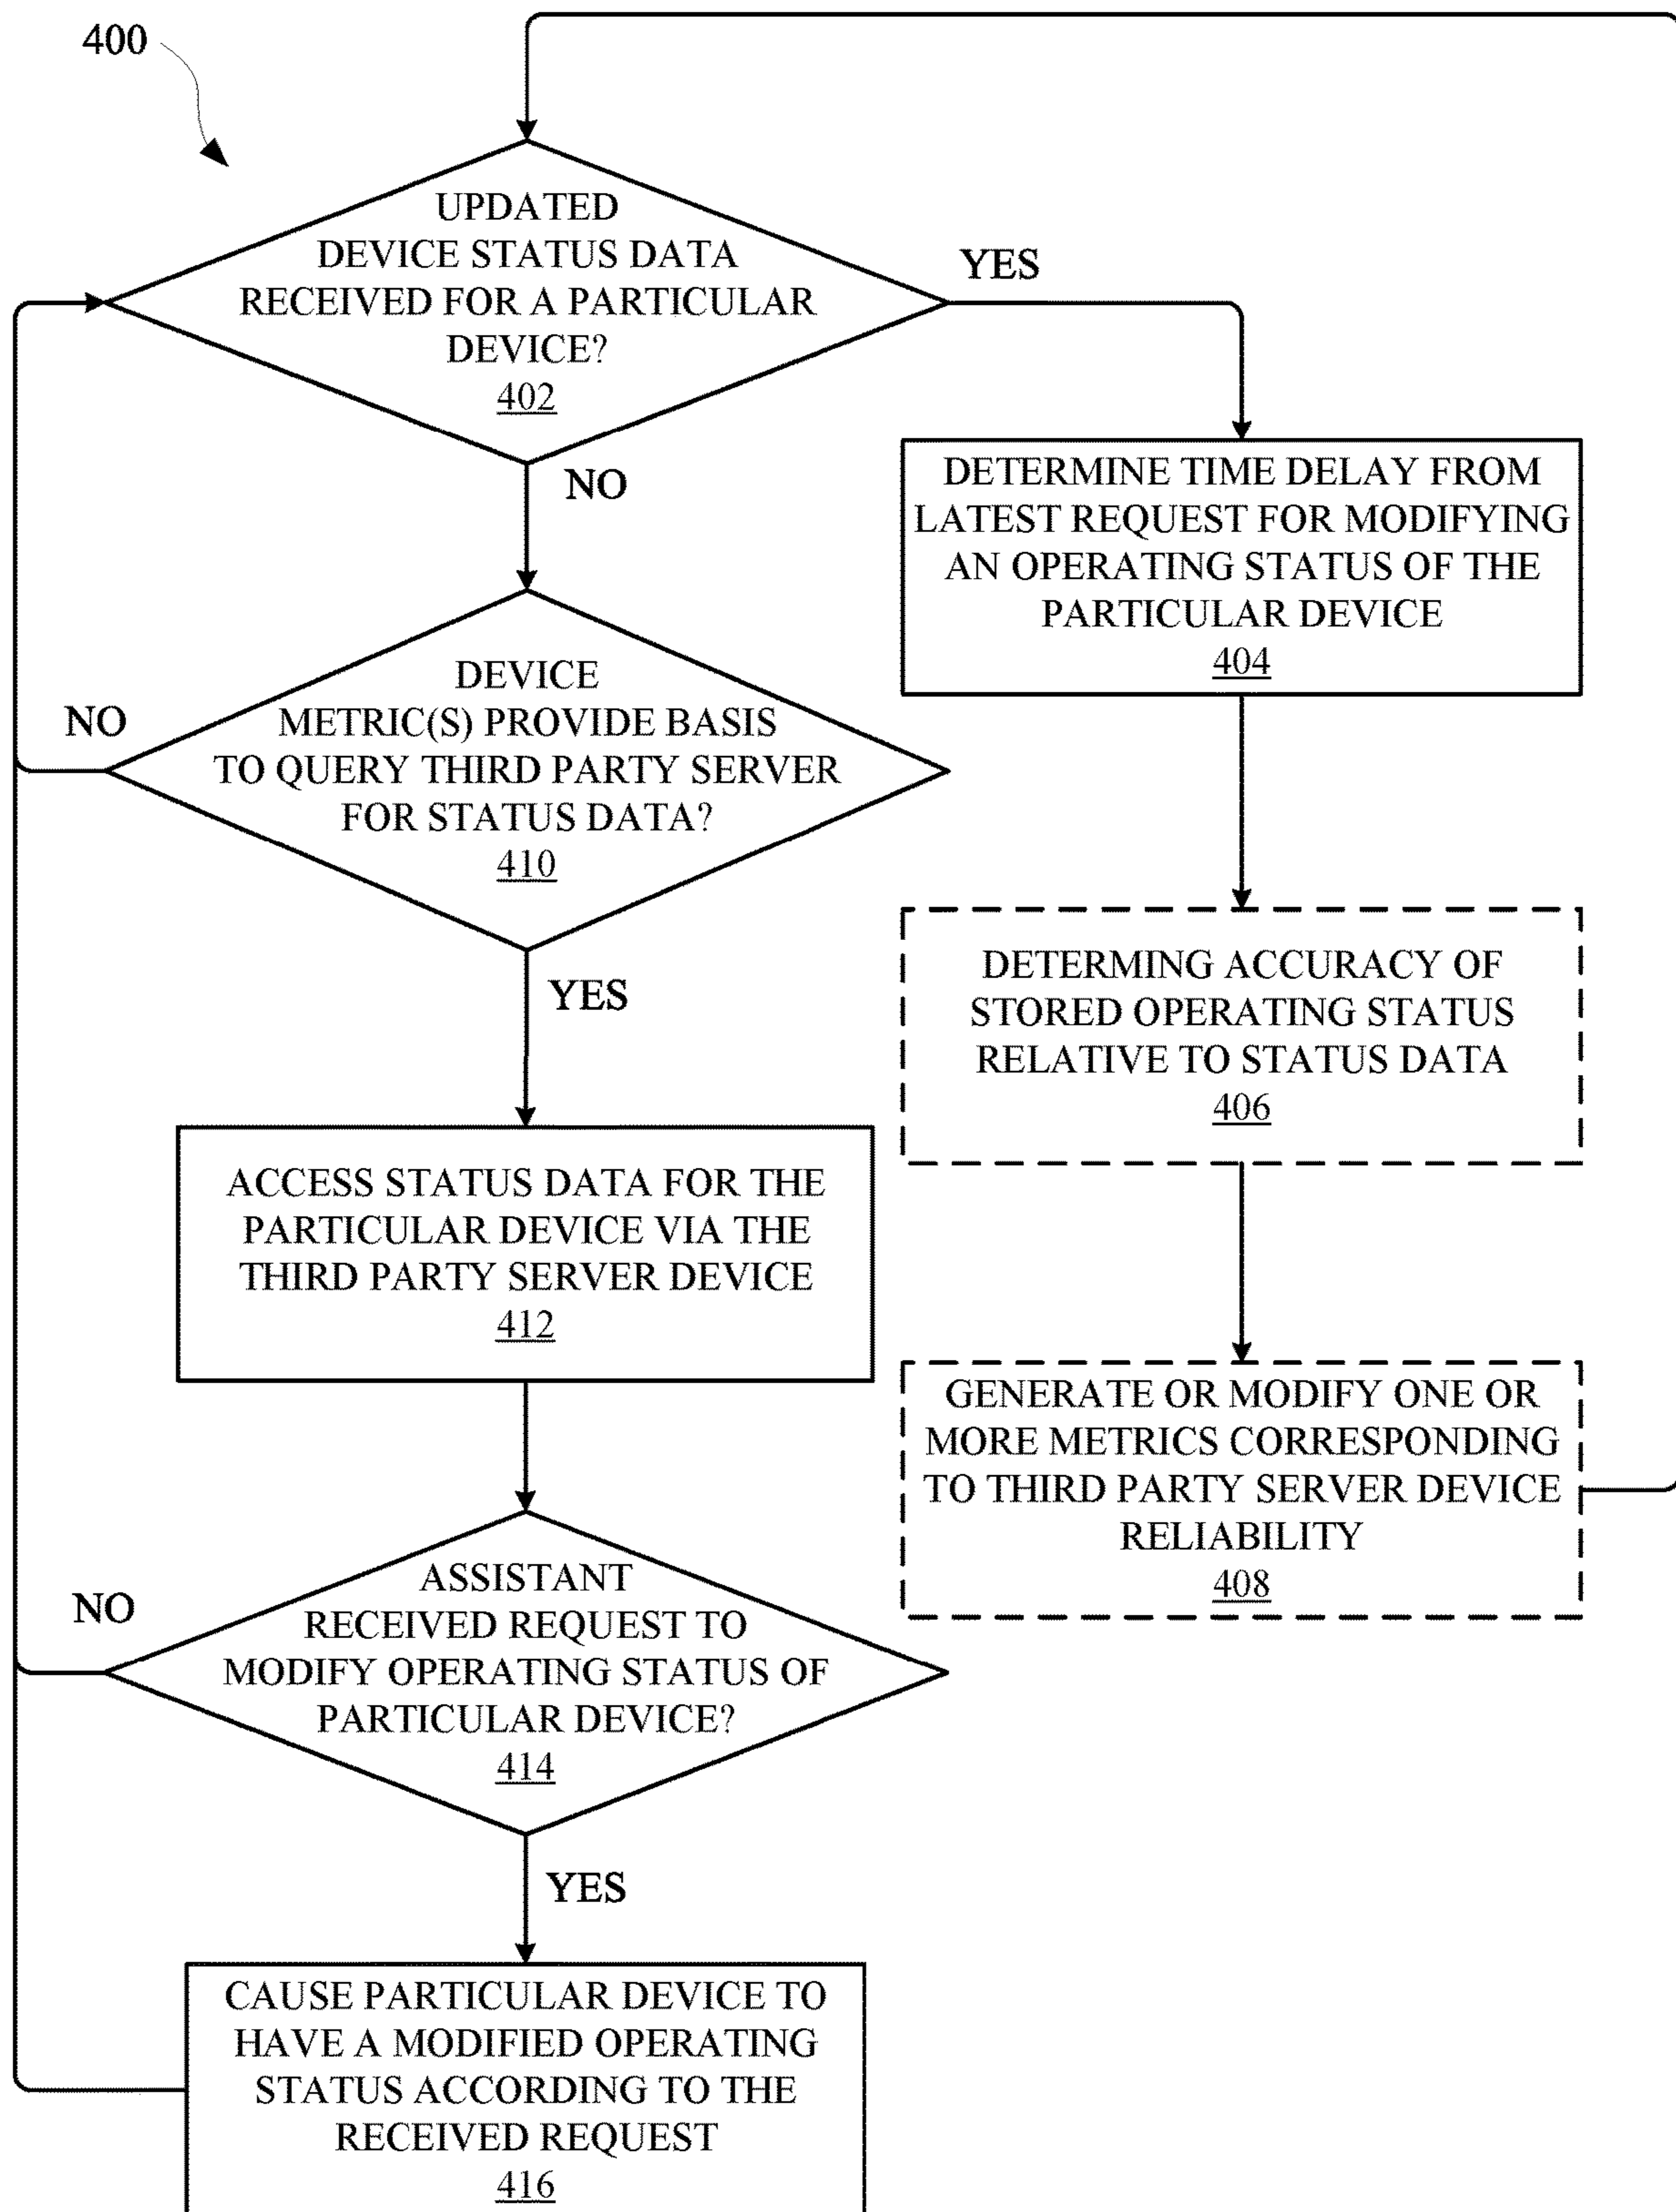 400
UPDATED
DEVICE STATUS DATA
RECEIVED FOR A PARTICULAR
DEVICE?
402
YES
NO
DETERMINE TIME DELAY FROM
LATEST REQUEST FOR MODIFYING
AN OPERATING STATUS OF THE
PARTICULAR DEVICE
404
DEVICE
METRIC(S) PROVIDE BASIS
TO QUERY THIRD PARTY SERVER
FOR STATUS DATA?
410
NO
YES
DETERMING ACCURACY OF
STORED OPERATING STATUS
RELATIVE TO STATUS DATA
406
ACCESS STATUS DATA FOR THE
PARTICULAR DEVICE VIA THE
THIRD PARTY SERVER DEVICE
412
GENERATE OR MODIFY ONE OR
MORE METRICS CORRESPONDING
TO THIRD PARTY SERVER DEVICE
RELIABILITY
408
ASSISTANT
RECEIVED REQUEST TO
MODIFY OPERATING STATUS OF
PARTICULAR DEVICE?
414
NO
YES
CAUSE PARTICULAR DEVICE TO
HAVE A MODIFIED OPERATING
STATUS ACCORDING TO THE
RECEIVED REQUEST
416